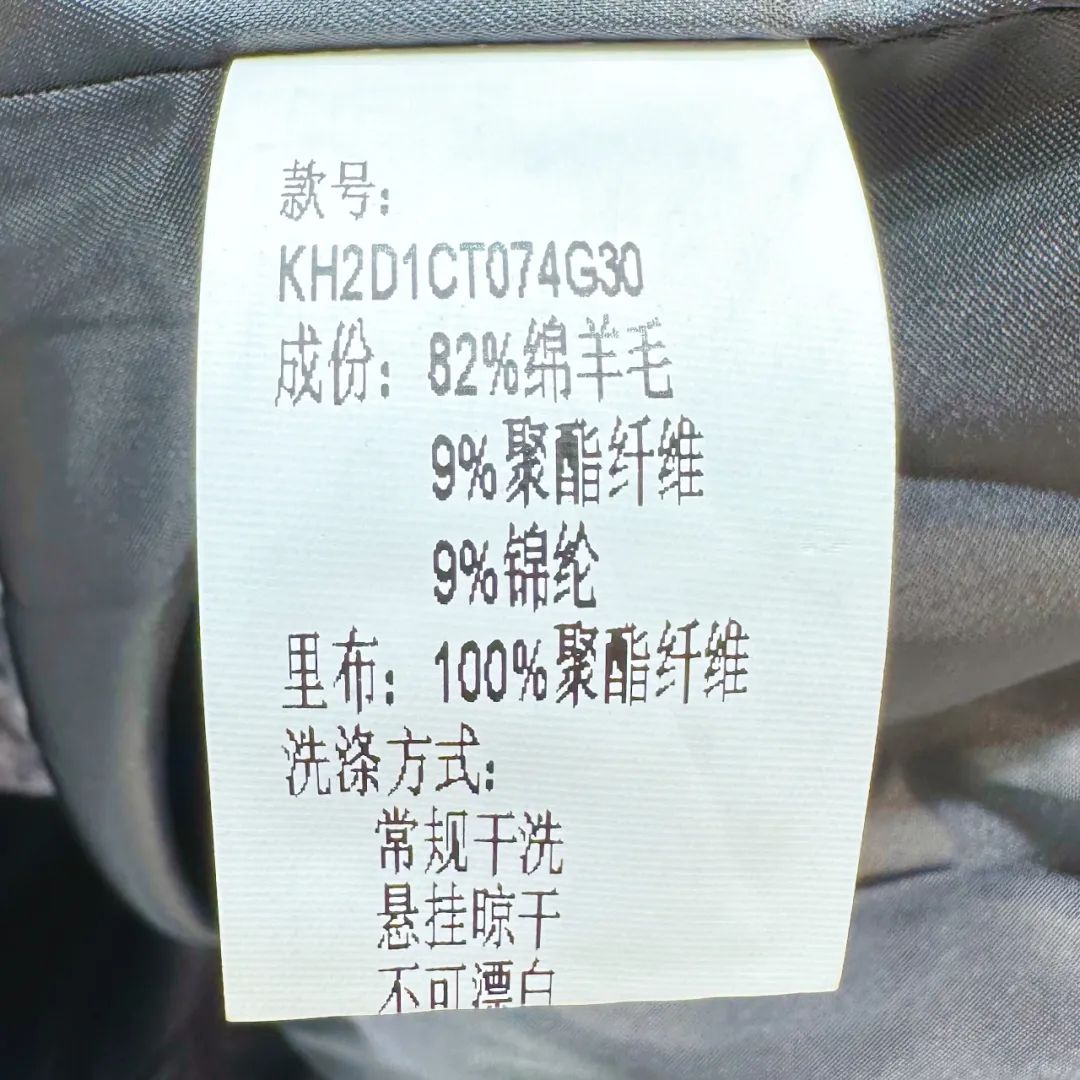 款号:
KH2D1CT074G30
成份: 82%绵羊毛
9%聚酯纤维
9%锦纶
里布: 100%聚酯纤维
洗涤方式:
常规干洗
悬挂晾干
不可漂白